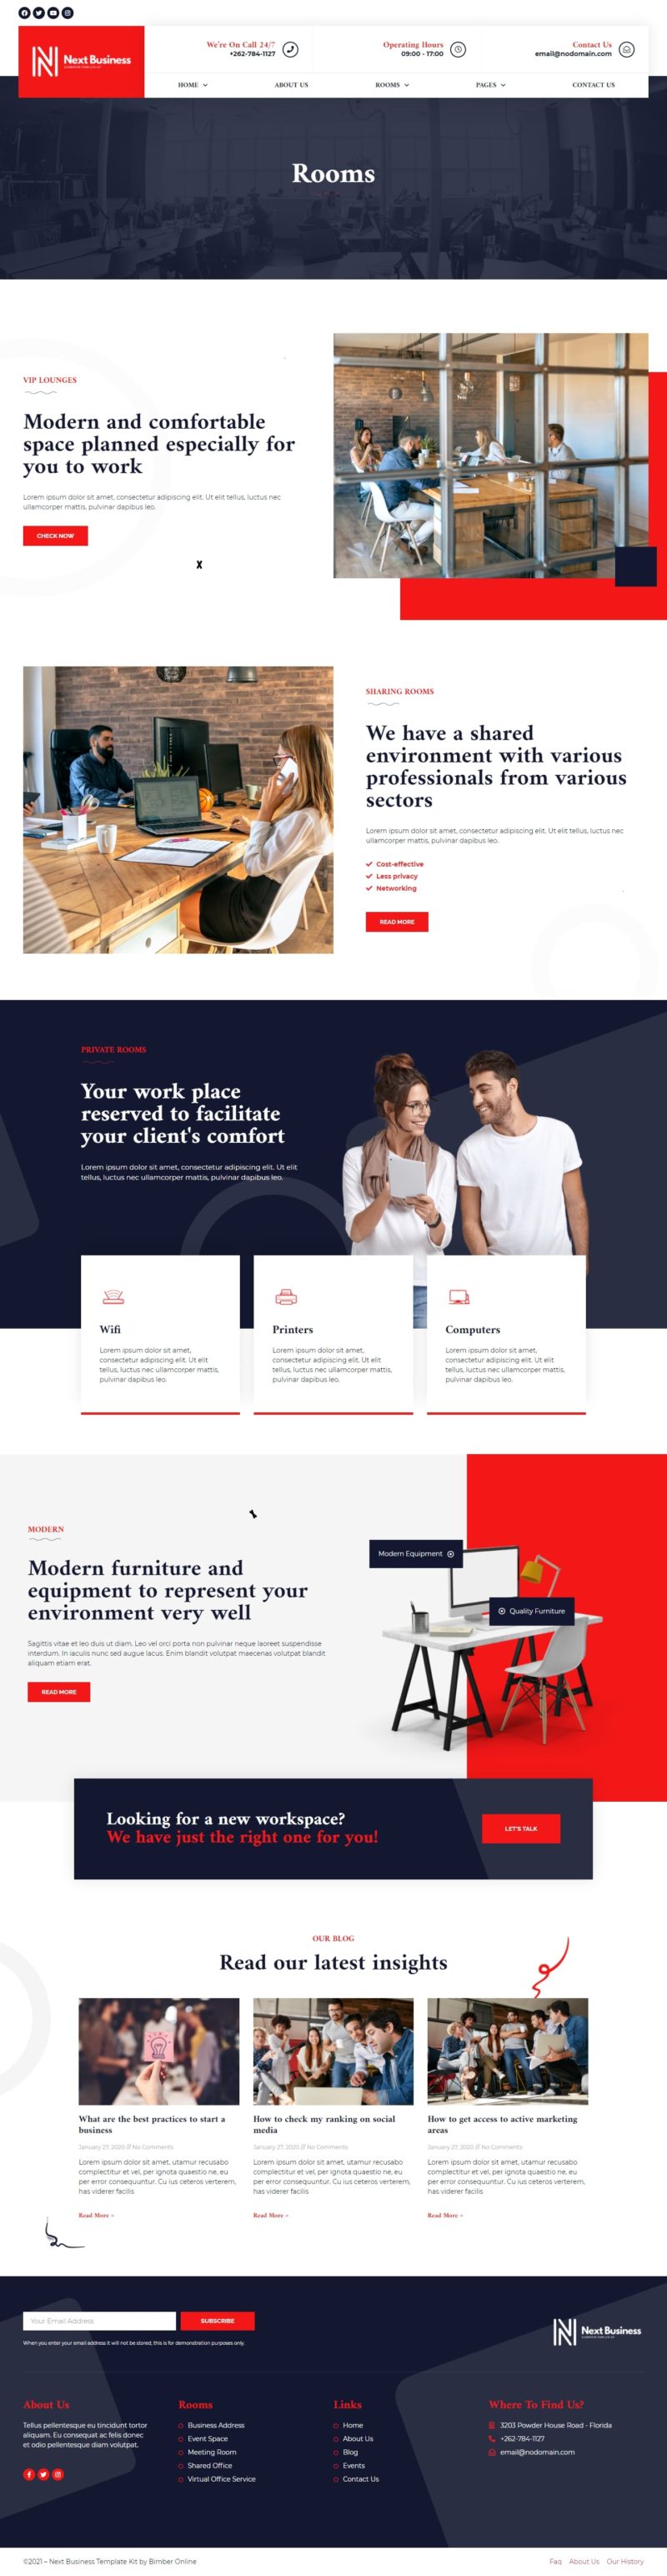 Next Business
We're On Call 24/7
+262-784-1127
Operating Hours
09:00 - 17:00
Contact Us
email@nodomain.com
HOME
ABOUT US
ROOMS
PAGES
CONTACT US
Rooms
VIP LOUNGES
Modern and comfortable
space planned especially for
you to work
Lorem ipsum dolor sit amet, consectetur adipiscing elit. Ut elit tellus, luctus nec
ullamcorper mattis, pulvinar dapibus leo.
CHECK NOW
SHARING ROOMS
We have a shared
environment with various
professionals from various
sectors
Lorem ipsum dolor sit amet, consectetur adipiscing elit. Ut elit tellus, luctus nec
ullamcorper mattis, pulvinar dapibus leo.
Cost-effective
Less privacy
Networking
READ MORE
PRIVATE ROOMS
Your work place
reserved to facilitate
your client's comfort
Lorem ipsum dolor sit amet, consectetur adipiscing elit. Ut elit
tellus, luctus nec ullamcorper mattis, pulvinar dapibus leo.
Wifi
Lorem ipsum dolor sit amet,
consectetur adipiscing elit. Ut elit
tellus, luctus nec ullamcorper mattis,
pulvinar dapibus leo.
Printers
Lorem ipsum dolor sit amet,
consectetur adipiscing elit. Ut elit
tellus, luctus nec ullamcorper mattis,
pulvinar dapibus leo.
Computers
Lorem ipsum dolor sit amet,
consectetur adipiscing elit. Ut elit
tellus, luctus nec ullamcorper mattis,
pulvinar dapibus leo.
MODERN
Modern furniture and
equipment to represent your
environment very well
Sagittis vitae et leo duis ut diam. Leo vel orci porta non pulvinar neque laoreet suspendisse
interdum. In iaculis nunc sed augue lacus. Enim blandit volutpat maecenas volutpat blandit
aliquam etiam erat.
READ MORE
Modern Equipment
Quality Furniture
Looking for a new workspace?
We have just the right one for you!
LET'S TALK
OUR BLOG
Read our latest insights
What are the best practices to start a
business
January 27, 2020 // No Comments
Lorem ipsum dolor sit amet, utamur recusabo
complectitur et vel, per ignota quaestio ne, eu
per error consequuntur. Cu ius ceteros verterem,
has viderer facilis
Read More »
How to check my ranking on social
media
January 27, 2020 // No Comments
Lorem ipsum dolor sit amet, utamur recusabo
complectitur et vel, per ignota quaestio ne, eu
per error consequuntur. Cu ius ceteros verterem,
has viderer facilis
Read More »
How to get access to active marketing
areas
January 27, 2020 // No Comments
Lorem ipsum dolor sit amet, utamur recusabo
complectitur et vel, per ignota quaestio ne, eu
per error consequuntur. Cu ius ceteros verterem,
has viderer facilis
Read More »
Your Email Address
SUBSCRIBE
When you enter your email address it will not be stored, this is for demonstration purposes only.
Next Business
About Us
Tellus pellentesque eu tincidunt tortor
aliquam. Eu consequat ac felis donec
et odio pellentesque diam volutpat.
Rooms
Business Address
Event Space
Meeting Room
Shared Office
Virtual Office Service
Links
Home
About Us
Blog
Events
Contact Us
Where To Find Us?
3203 Powder House Road - Florida
+262-784-1127
email@nodomain.com
©2021 – Next Business Template Kit by Bimber Online
Faq About Us Our History